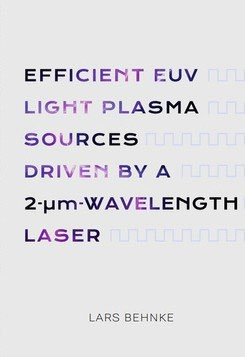 EFFICIENT EUV
LIGHT PLASMA
SOURCES
DRIVEN BY A
2-µm-WAVELENGTH
LASER
LARS BEHNKE